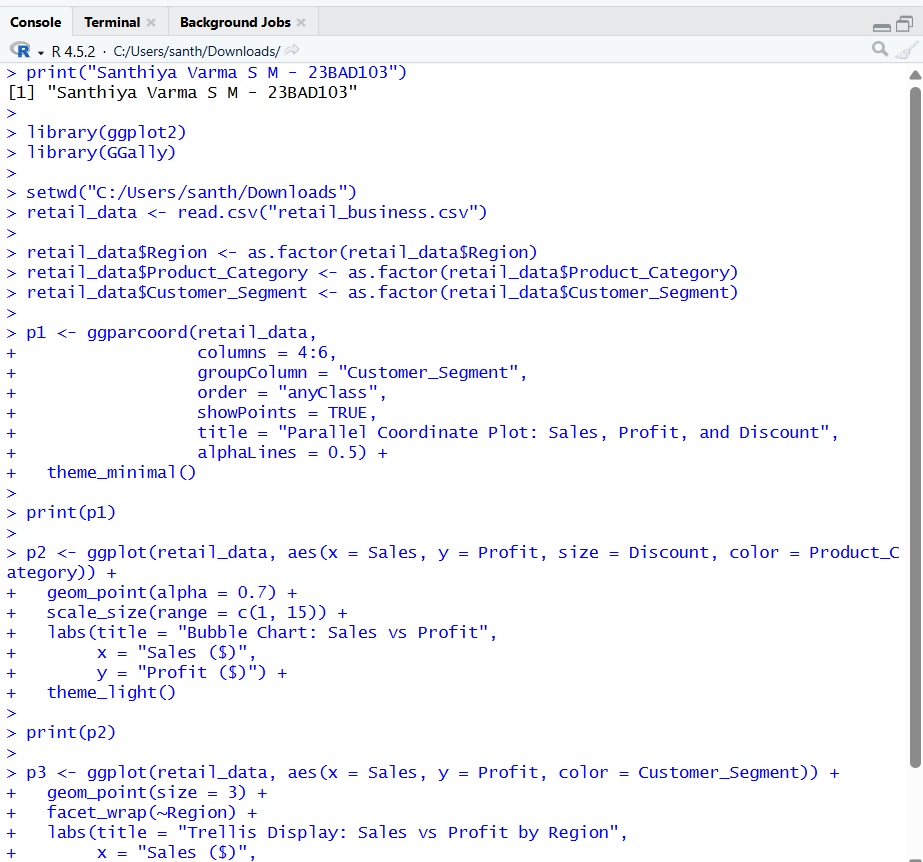 Console Terminal × Background Jobs ×
R R 4.5.2 · C:/Users/santh/Downloads/
> print("Santhiya Varma S M - 23BAD103")
[1] "Santhiya Varma S M - 23BAD103"
>
> library(ggplot2)
> library(GGally)
>
> setwd("C:/Users/santh/Downloads")
> retail_data <- read.csv("retail_business.csv")
>
> retail_data$Region <- as.factor(retail_data$Region)
> retail_data$Product_Category <- as.factor(retail_data$Product_Category)
> retail_data$Customer_Segment <- as.factor(retail_data$Customer_Segment)
>
> p1 <- ggparcoord(retail_data,
+                  columns = 4:6,
+                  groupColumn = "Customer_Segment",
+                  order = "anyClass",
+                  showPoints = TRUE,
+                  title = "Parallel Coordinate Plot: Sales, Profit, and Discount",
+                  alphaLines = 0.5) +
+   theme_minimal()
>
> print(p1)
>
> p2 <- ggplot(retail_data, aes(x = Sales, y = Profit, size = Discount, color = Product_C
ategory)) +
+   geom_point(alpha = 0.7) +
+   scale_size(range = c(1, 15)) +
+   labs(title = "Bubble Chart: Sales vs Profit",
+        x = "Sales ($)",
+        y = "Profit ($)") +
+   theme_light()
>
> print(p2)
>
> p3 <- ggplot(retail_data, aes(x = Sales, y = Profit, color = Customer_Segment)) +
+   geom_point(size = 3) +
+   facet_wrap(~Region) +
+   labs(title = "Trellis Display: Sales vs Profit by Region",
+        x = "Sales ($)",